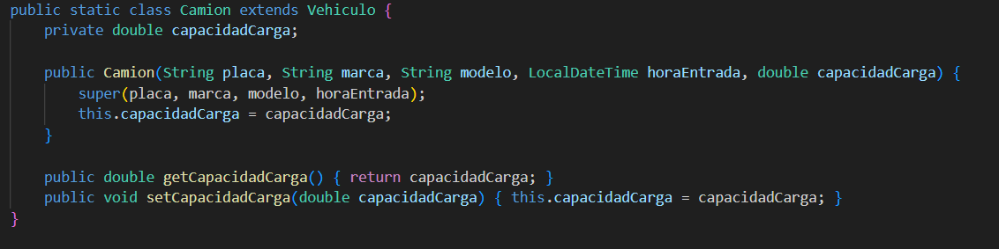 public static class Camion extends Vehiculo {
    private double capacidadCarga;

    public Camion(String placa, String marca, String modelo, LocalDateTime horaEntrada, double capacidadCarga) {
        super(placa, marca, modelo, horaEntrada);
        this.capacidadCarga = capacidadCarga;
    }

    public double getCapacidadCarga() { return capacidadCarga; }
    public void setCapacidadCarga(double capacidadCarga) { this.capacidadCarga = capacidadCarga; }
}